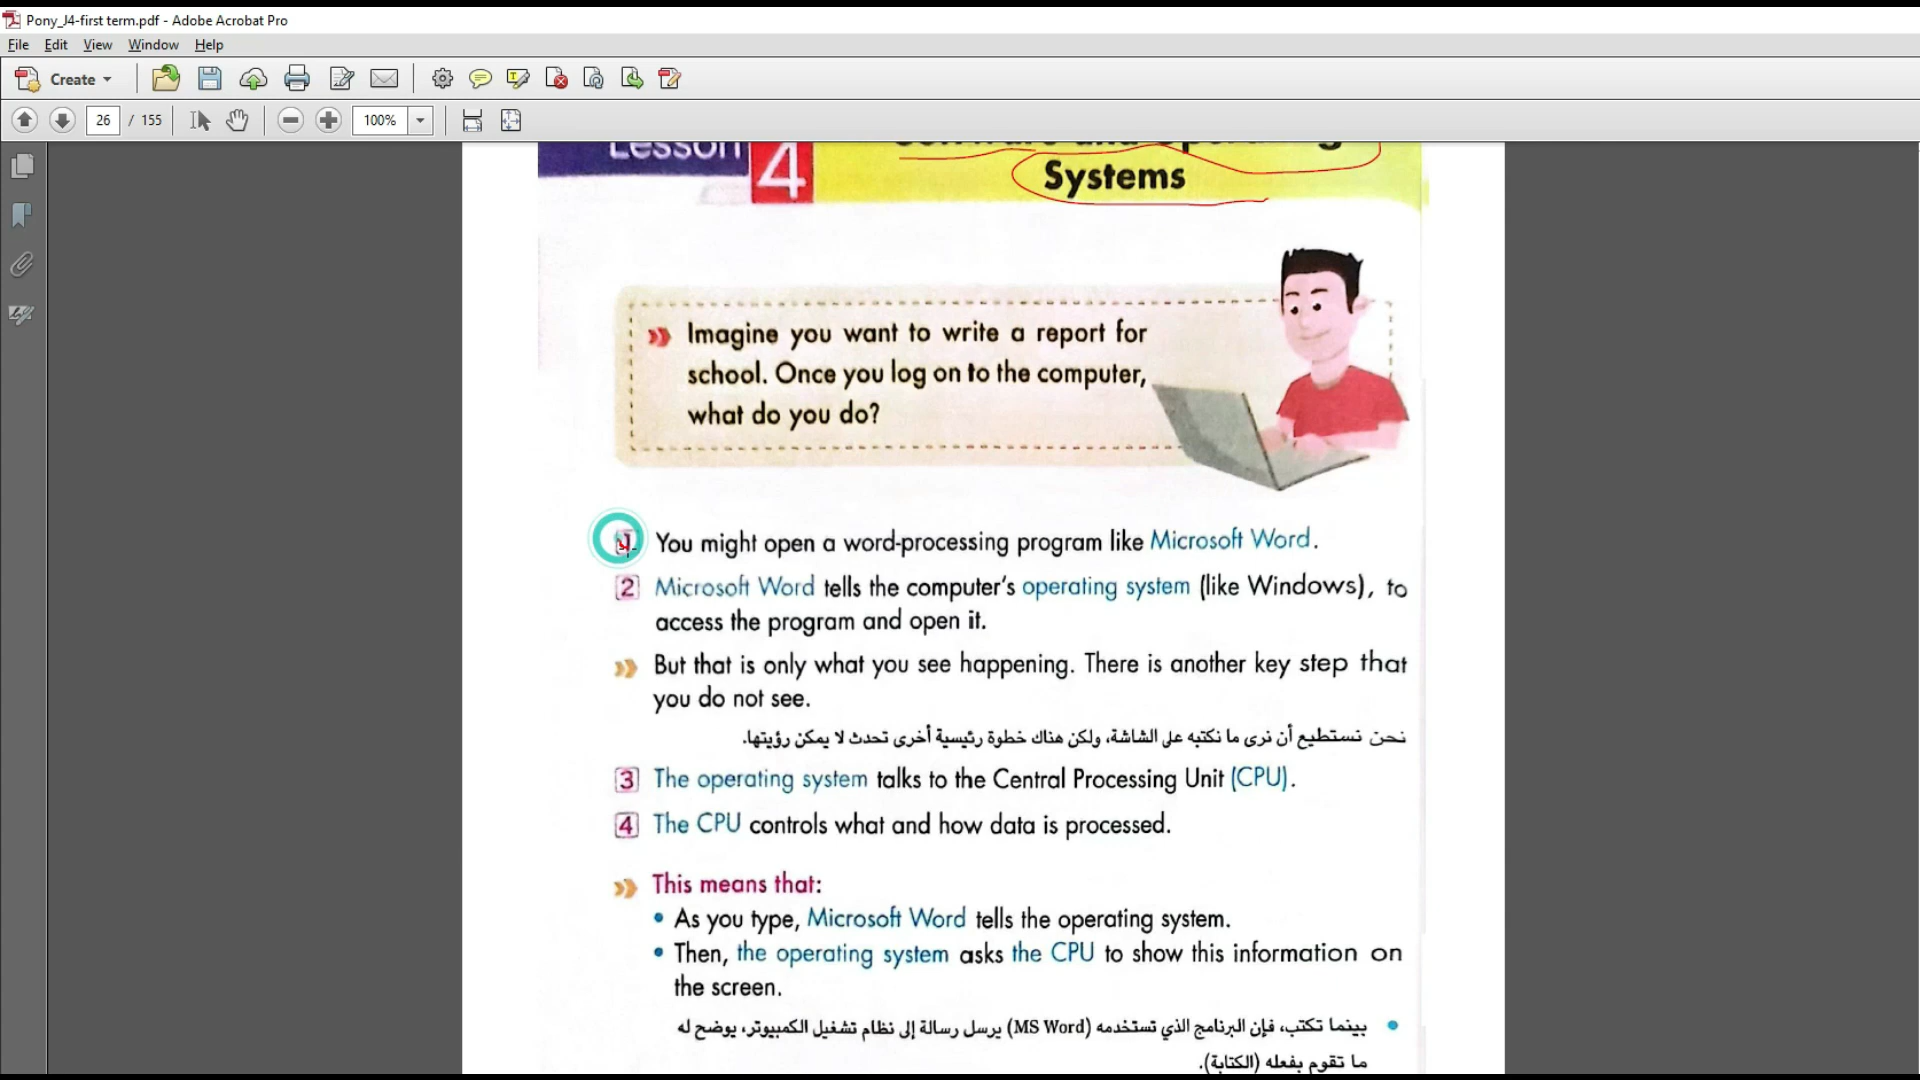 Pony_J4-first term.pdf - Adobe Acrobat Pro
File Edit View Window Help
Create
26 / 155 100%
Lesson 4
Systems
Imagine you want to write a report for
school. Once you log on to the computer,
what do you do?
1 You might open a word-processing program like Microsoft Word.
2 Microsoft Word tells the computer's operating system (like Windows), to
access the program and open it.
But that is only what you see happening. There is another key step that
you do not see.
نحن نستطيع أن نرى ما نكتبه على الشاشة، ولكن هناك خطوة رئيسية أخرى تحدث لا يمكن رؤيتها.
3 The operating system talks to the Central Processing Unit (CPU).
4 The CPU controls what and how data is processed.
This means that:
• As you type, Microsoft Word tells the operating system.
• Then, the operating system asks the CPU to show this information on
the screen.
• بينما تكتب، فإن البرنامج الذي تستخدمه (MS Word) يرسل رسالة إلى نظام تشغيل الكمبيوتر، يوضح له
ما تقوم بفعله (الكتابة).